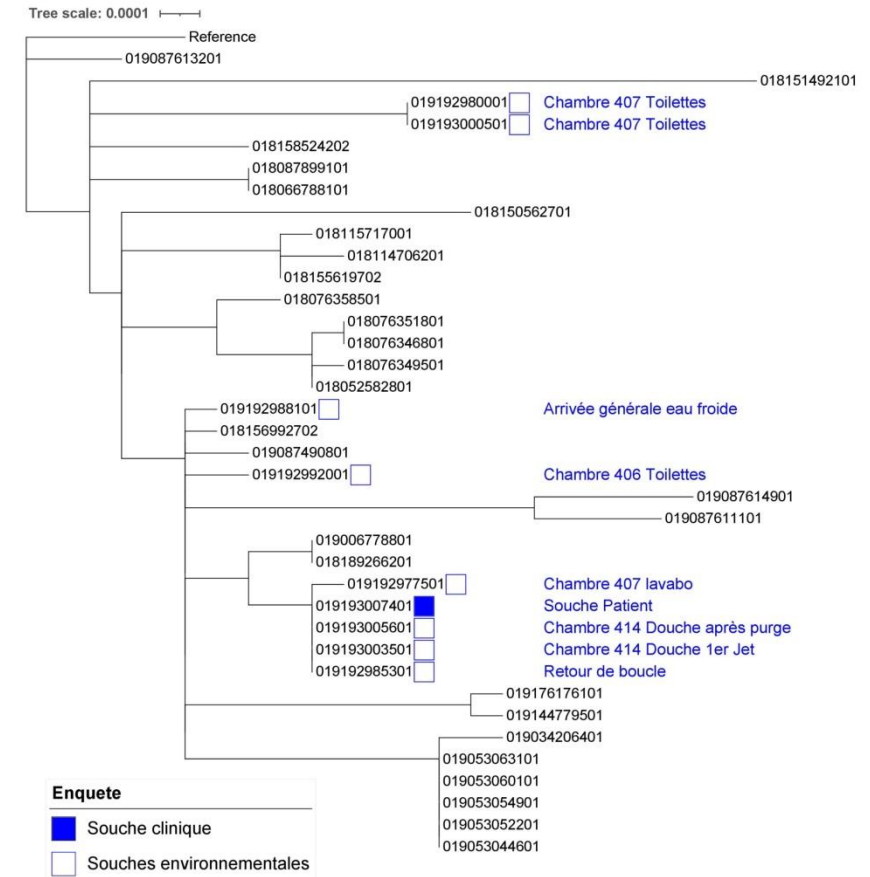 Tree scale: 0.0001
Reference
019087613201
018151492101
019192980001 Chambre 407 Toilettes
019193000501 Chambre 407 Toilettes
018158524202
018087899101
018066788101
018150562701
018115717001
018114706201
018155619702
018076358501
018076351801
018076346801
018076349501
018052582801
019192988101 Arrivée générale eau froide
018156992702
019087490801
019192992001 Chambre 406 Toilettes
019087614901
019087611101
019006778801
018189266201
019192977501 Chambre 407 lavabo
019193007401 Souche Patient
019193005601 Chambre 414 Douche après purge
019193003501 Chambre 414 Douche 1er Jet
019192985301 Retour de boucle
019176176101
019144779501
019034206401
019053063101
019053060101
019053054901
019053052201
019053044601
Enquete
Souche clinique
Souches environnementales